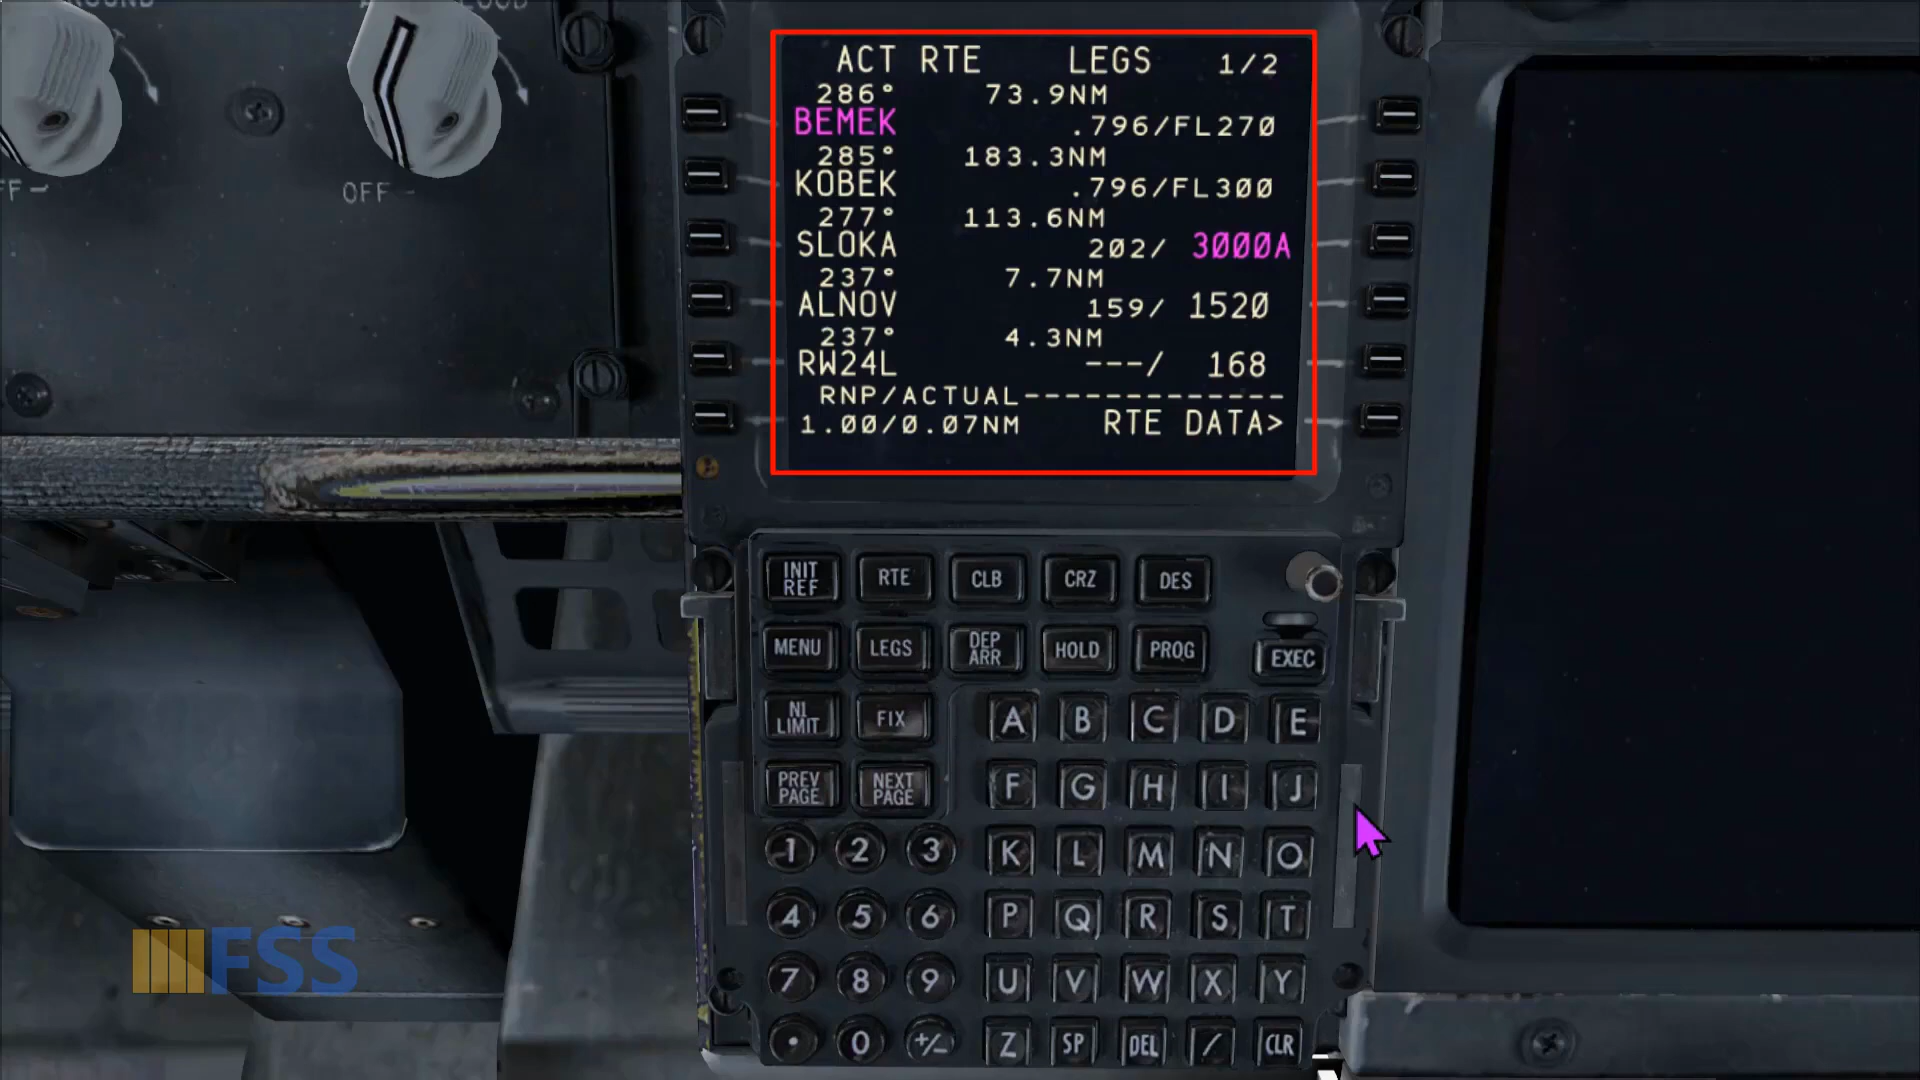 OFF
ACT RTE LEGS 1/2
286° 73.9NM
BEMEK .796/FL270
285° 183.3NM
KOBEK .796/FL300
277° 113.6NM
SLOKA 202/ 3000A
237° 7.7NM
ALNOV 159/ 1520
237° 4.3NM
RW24L ---/ 168
RNP/ACTUAL-------------
1.00/0.07NM RTE DATA>
INIT REF RTE CLB CRZ DES
MENU LEGS DEP ARR HOLD PROG EXEC
N1 LIMIT FIX A B C D E
PREV PAGE NEXT PAGE F G H I J
1 2 3 K L M N O
4 5 6 P Q R S T
7 8 9 U V W X Y
. 0 +/- Z SP DEL / CLR
FSS